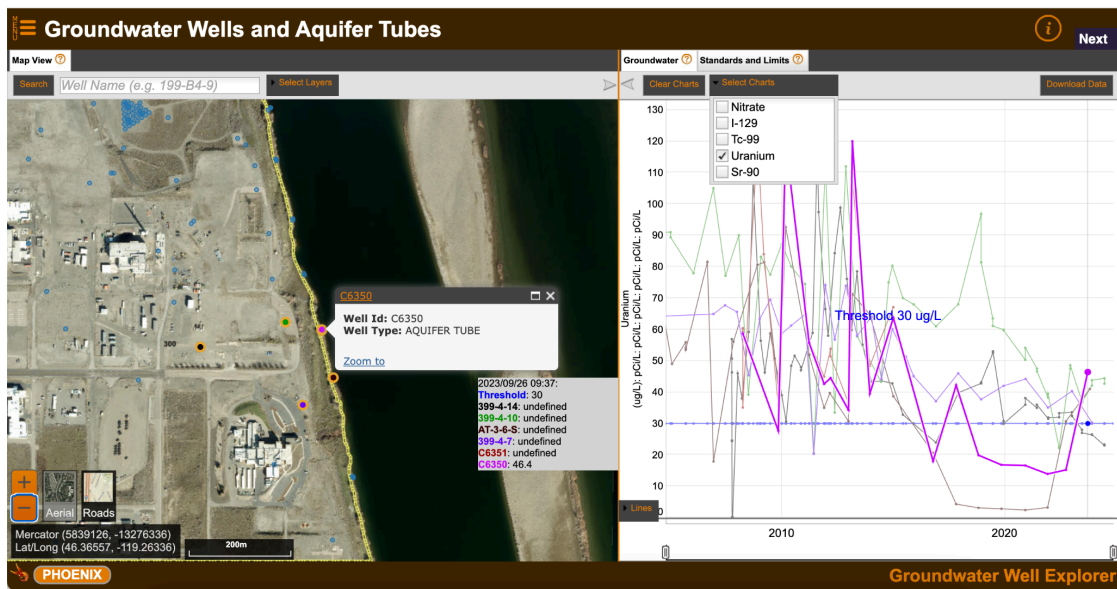 MENU
Groundwater Wells and Aquifer Tubes
i
Next
Map View ?
Search
Well Name (e.g. 199-B4-9)
Select Layers
300
C6350
Well Id: C6350
Well Type: AQUIFER TUBE
Zoom to
2023/09/26 09:37:
Threshold: 30
399-4-14: undefined
399-4-10: undefined
AT-3-6-S: undefined
399-4-7: undefined
C6351: undefined
C6350: 46.4
+
−
Aerial
Roads
Mercator (5839126, -13276336)
Lat/Long (46.36557, -119.26336)
200m
Groundwater ?
Standards and Limits ?
Clear Charts
Select Charts
Download Data
Nitrate
I-129
Tc-99
Uranium
Sr-90
Uranium
(ug/L): pCi/L: pCi/L: pCi/L: pCi/L: pCi/L
130
120
110
100
90
80
70
60
50
40
30
20
10
0
Threshold 30 ug/L
Lines
2010
2020
PHOENIX
Groundwater Well Explorer